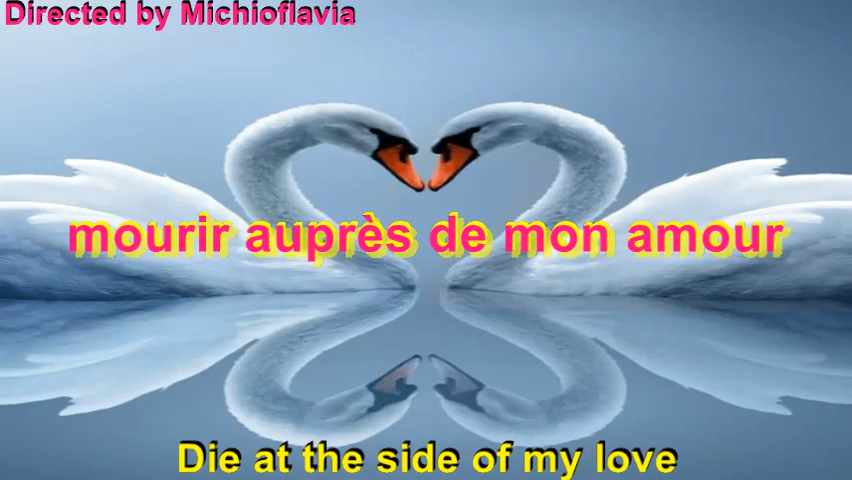 Directed by Michioflavia
mourir auprès de mon amour
Die at the side of my love